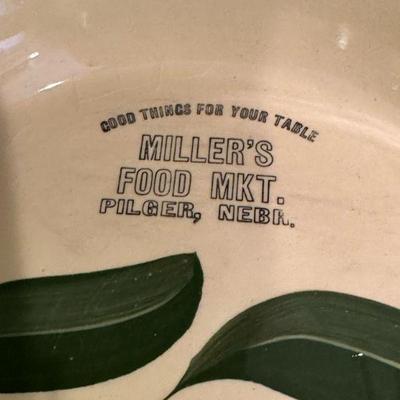 GOOD THINGS FOR YOUR TABLE
MILLER'S
FOOD MKT.
PILGER, NEBR.